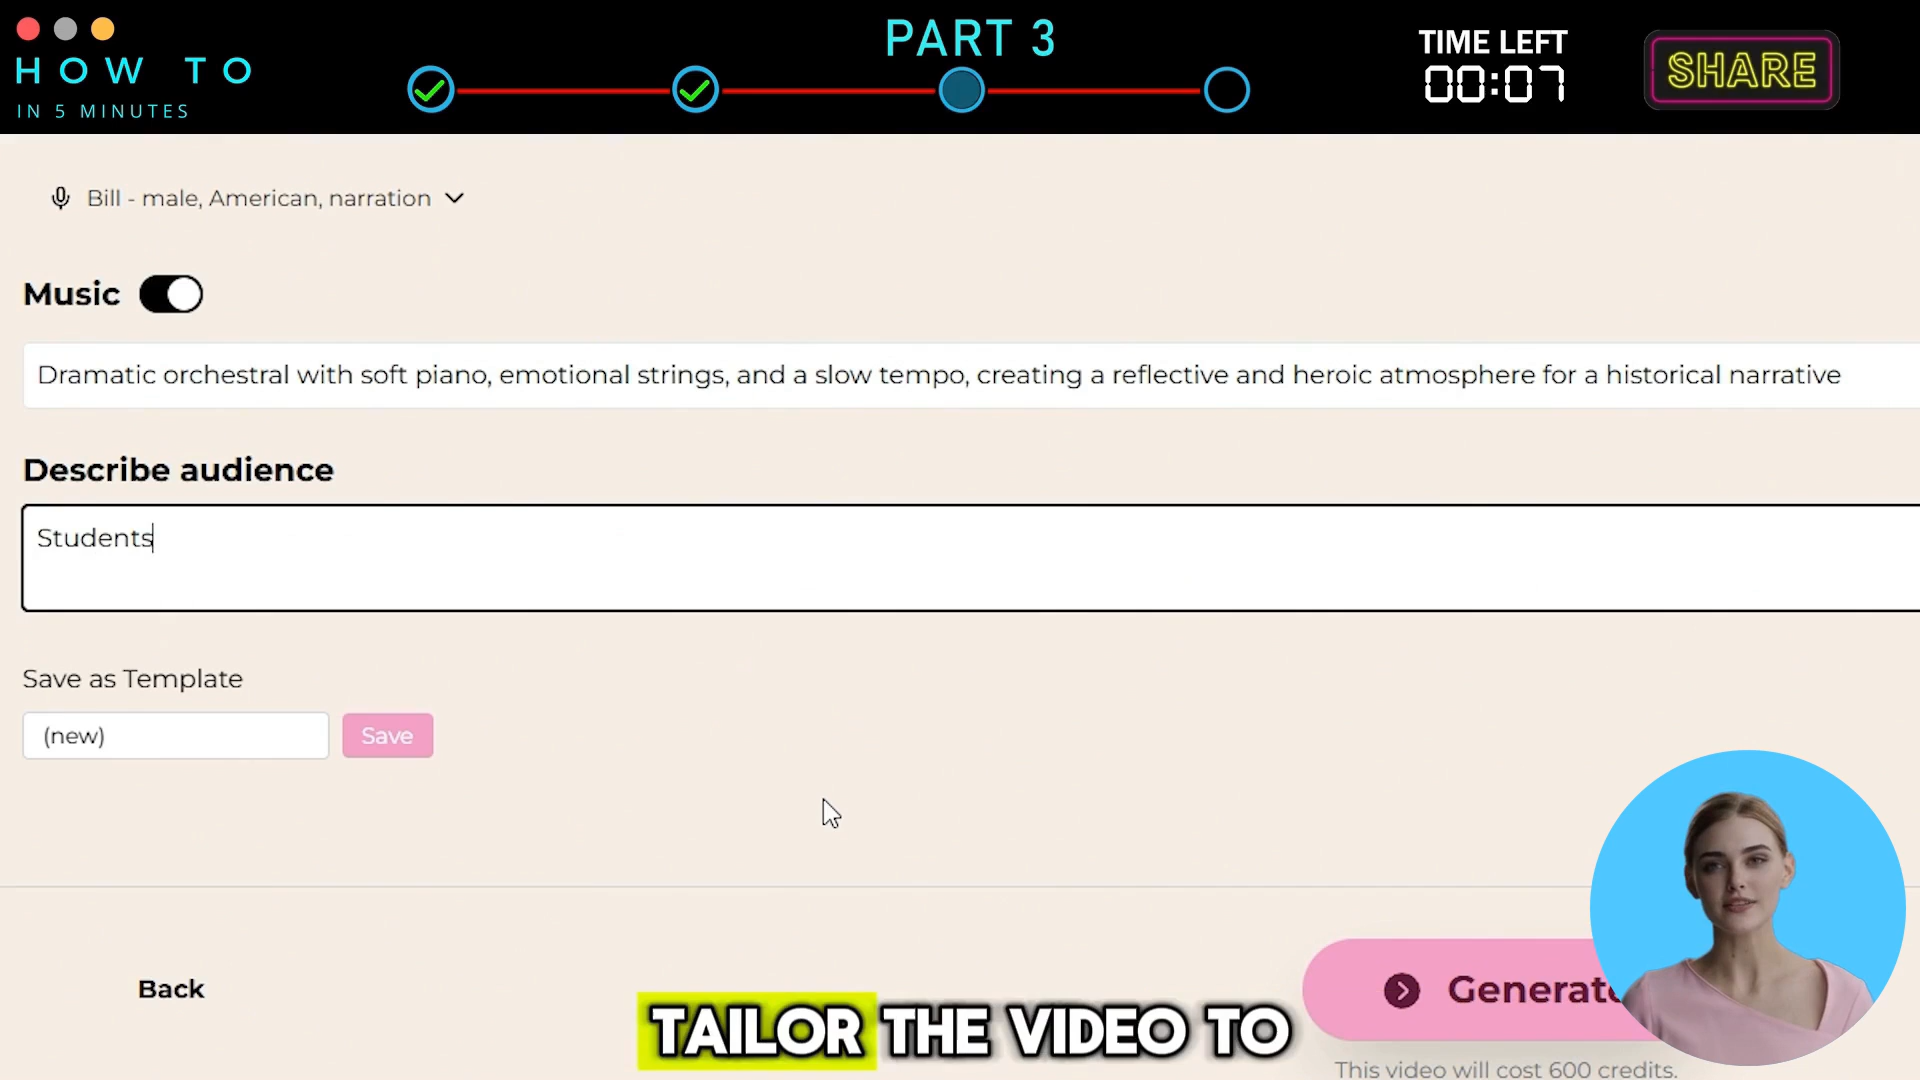 HOW TO
IN 5 MINUTES
PART 3
TIME LEFT
00:07
SHARE
Bill - male, American, narration
Music
Dramatic orchestral with soft piano, emotional strings, and a slow tempo, creating a reflective and heroic atmosphere for a historical narrative
Describe audience
Students
Save as Template
(new)
Save
Back
Generate
TAILOR THE VIDEO TO
This video will cost 600 credits.